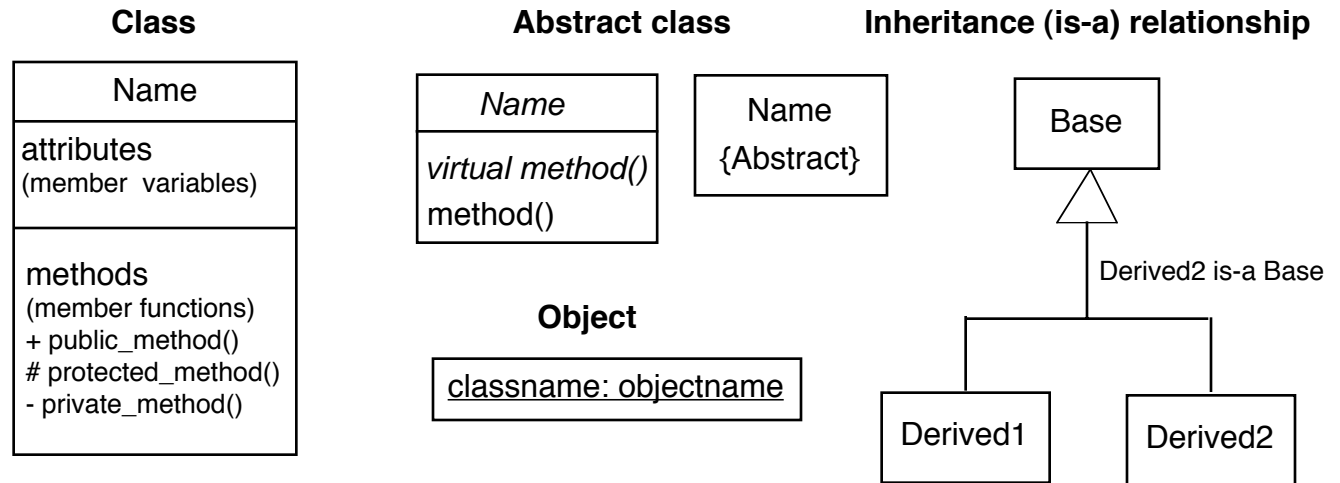 Class
Name
attributes
(member variables)
methods
(member functions)
+ public_method()
# protected_method()
- private_method()
Abstract class
Name
virtual method()
method()
Name
{Abstract}
Object
classname: objectname
Inheritance (is-a) relationship
Base
Derived2 is-a Base
Derived1
Derived2